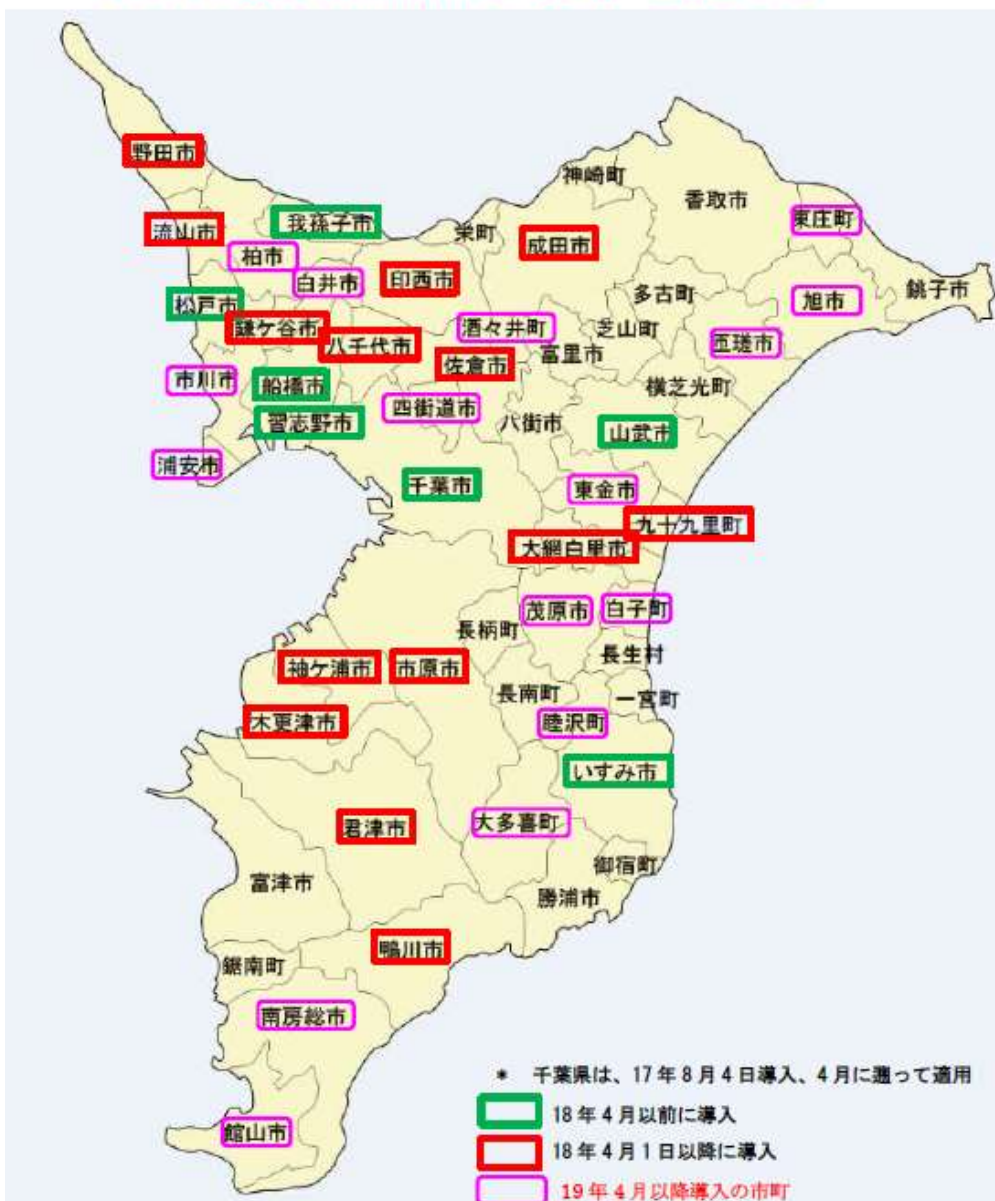 野田市
神崎町
香取市
我孫子市
東庄町
流山市
栄町
成田市
柏市
白井市
印西市
多古町
旭市
銚子市
松戸市
鎌ケ谷市
酒々井町
芝山町
匝瑳市
八千代市
富里市
佐倉市
市川市
船橋市
横芝光町
四街道市
習志野市
八街市
山武市
浦安市
千葉市
東金市
九十九里町
大網白里市
茂原市
白子町
長柄町
長生村
袖ケ浦市
市原市
長南町
一宮町
木更津市
睦沢町
いすみ市
君津市
大多喜町
御宿町
富津市
勝浦市
鴨川市
鋸南町
南房総市
館山市
* 千葉県は、17年8月4日導入、4月に遡って適用
18年4月以前に導入
18年4月1日以降に導入
19年4月以降導入の市町